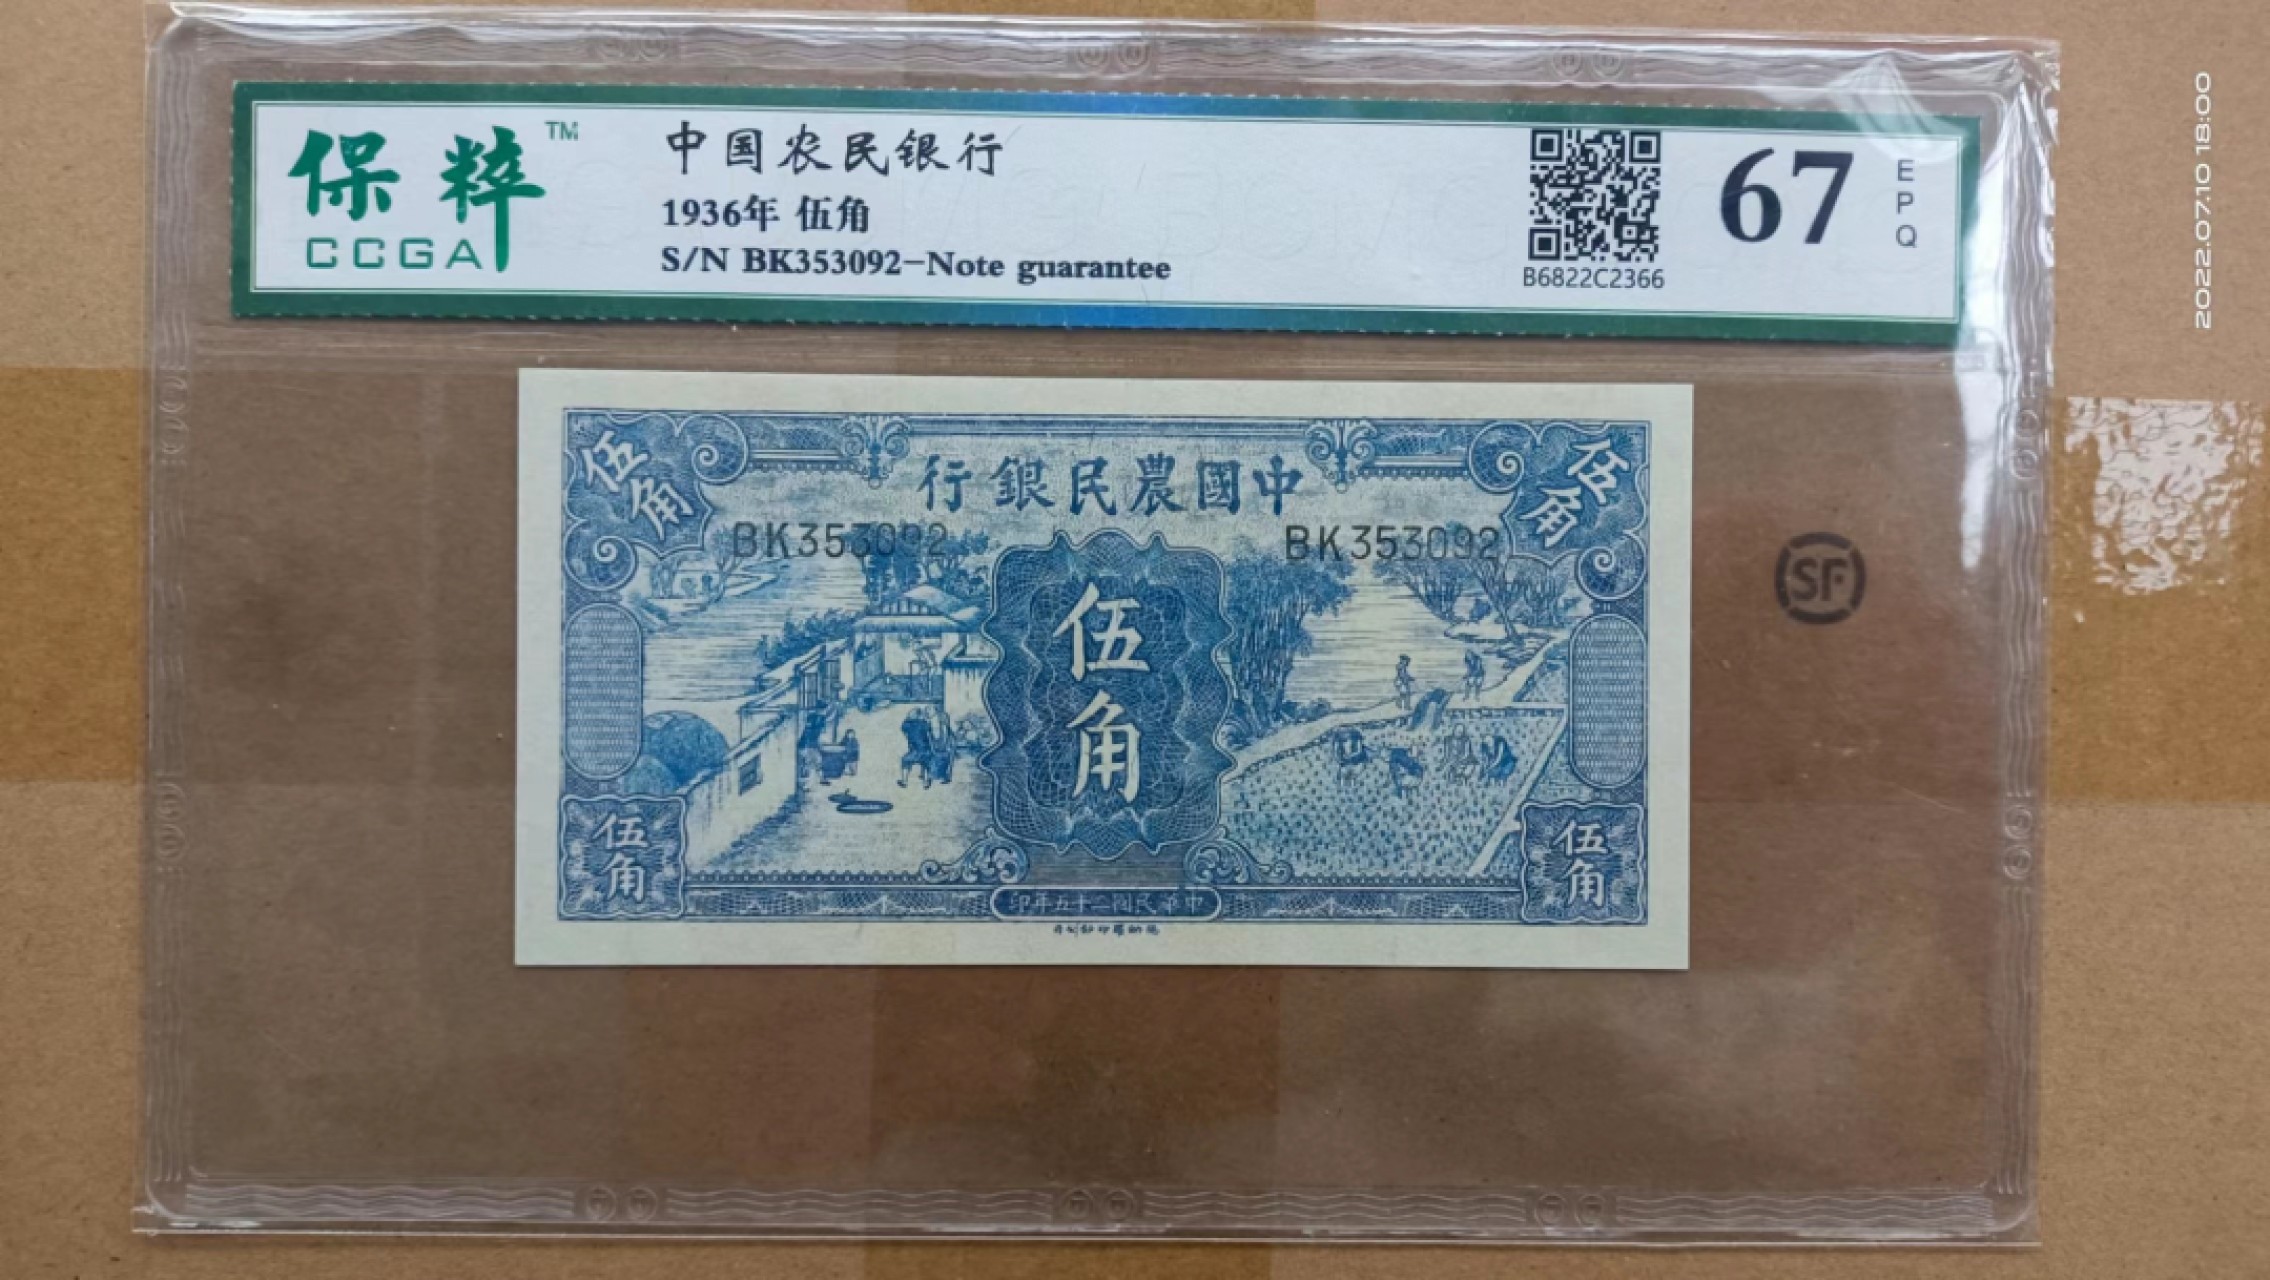 保粹™
CCGA
中国农民银行
1936年 伍角
S/N BK353092-Note guarantee
B6822C2366
67
EPQ
2022.07.10 18:00
伍角
行銀民農國中
伍角
BK353092
BK353092
伍角
SF
伍角
伍角
印年五十二國民華中